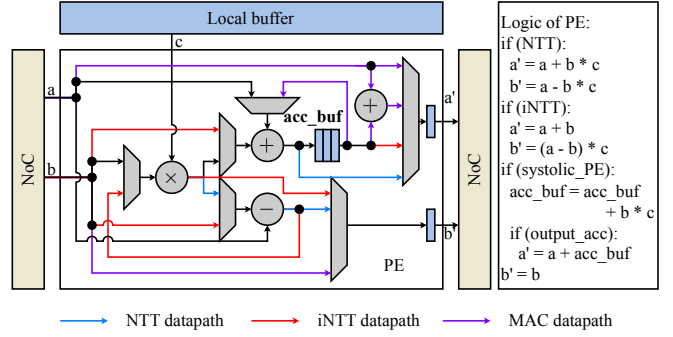 Local buffer
c
NoC
a
b
acc_buf
+
+
×
−
PE
a'
b'
NoC
Logic of PE:
if (NTT):
a' = a + b * c
b' = a - b * c
if (iNTT):
a' = a + b
b' = (a - b) * c
if (systolic_PE):
acc_buf = acc_buf
+ b * c
if (output_acc):
a' = a + acc_buf
b' = b
NTT datapath
iNTT datapath
MAC datapath